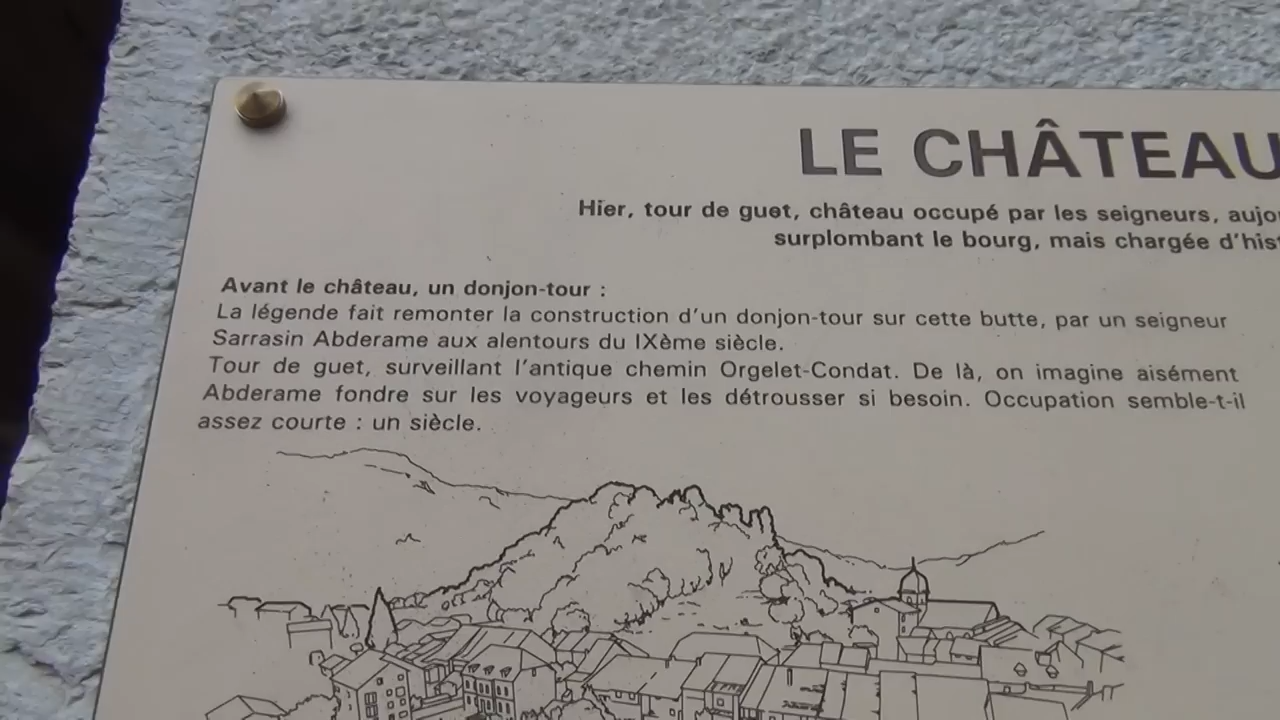 LE CHÂTEAU
Hier, tour de guet, château occupé par les seigneurs,
surplombant le bourg, mais chargée
Avant le château, un donjon-tour :
La légende fait remonter la construction d'un donjon-tour sur cette butte, par un seigneur
Sarrasin Abderame aux alentours du IXème siècle.
Tour de guet, surveillant l'antique chemin Orgelet-Condat. De là, on imagine aisément
Abderame fondre sur les voyageurs et les détrousser si besoin. Occupation semble-t-il
assez courte : un siècle.